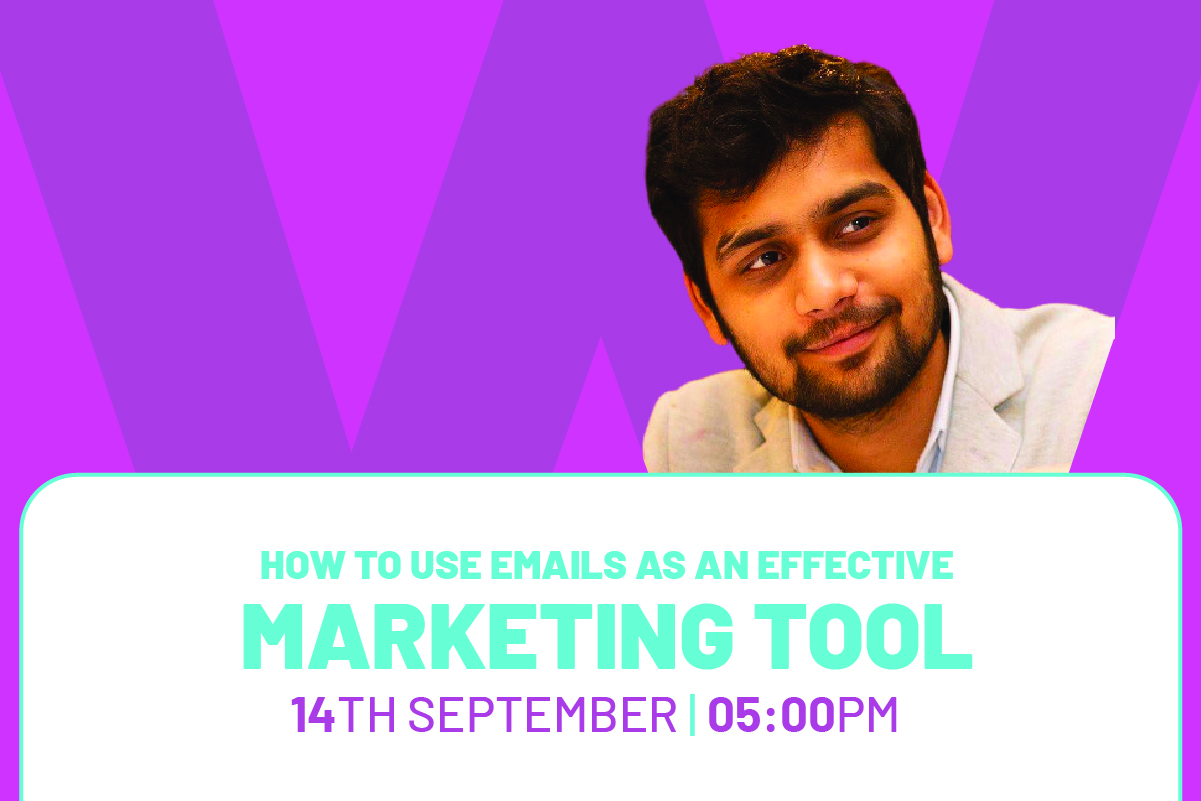 HOW TO USE EMAILS AS AN EFFECTIVE
MARKETING TOOL
14TH SEPTEMBER | 05:00PM